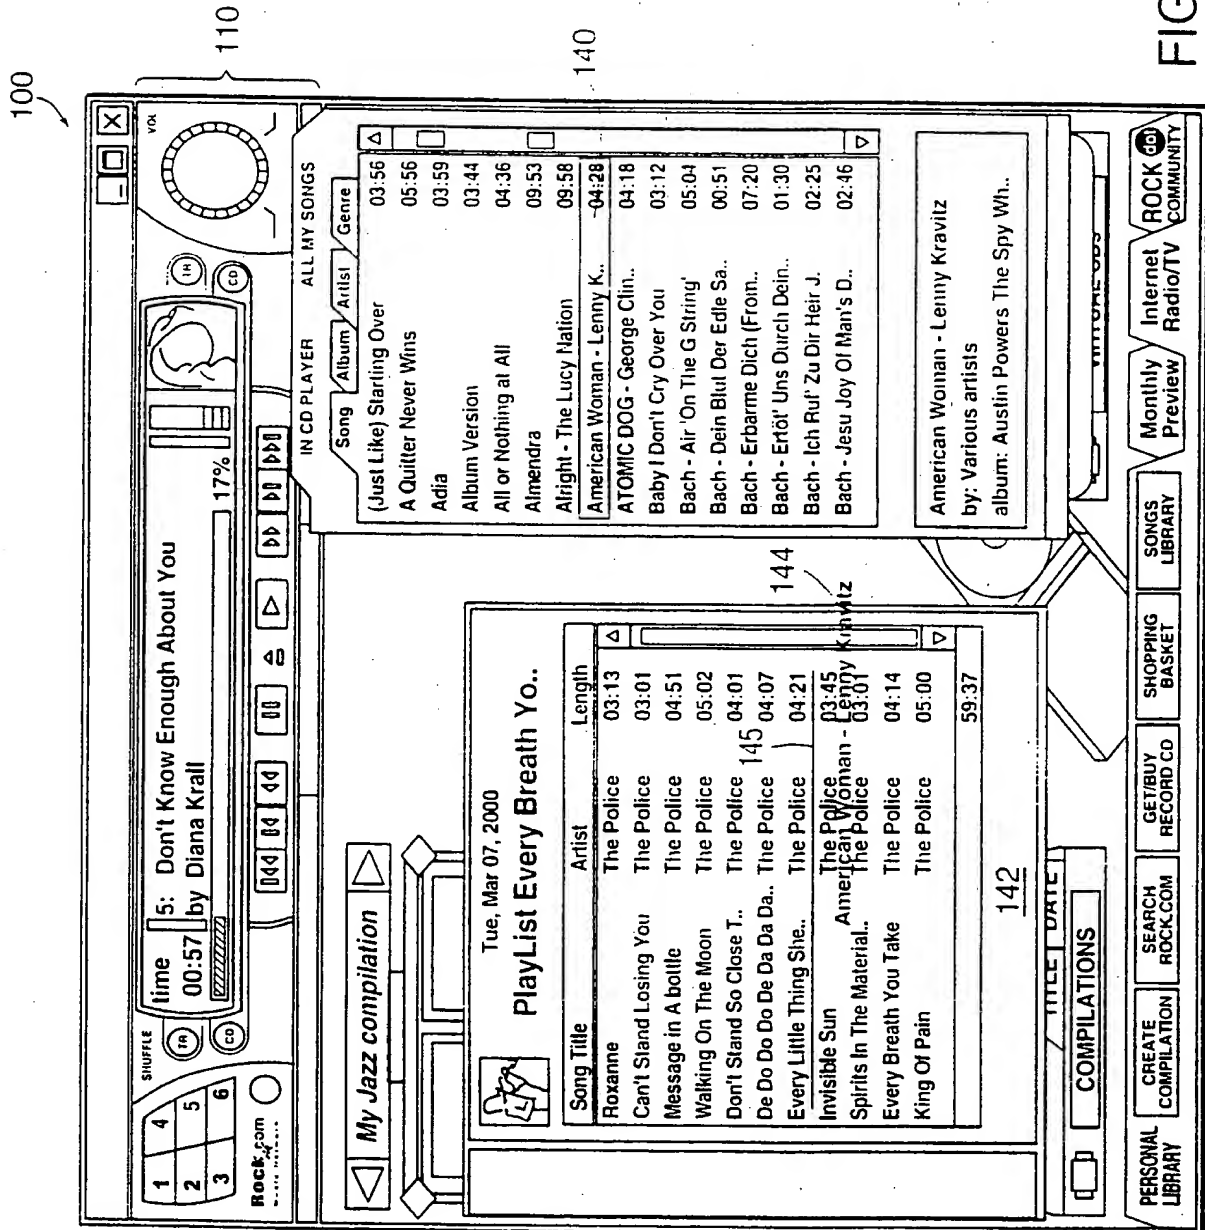 100
110
140
FIG
VOL
SHUFFLE
1 4
2 5
3 6
Rock.com
1A
CD
time 5: Don't Know Enough About You
00:57 by Diana Krall
17%
1A
CD
My Jazz compilation
IN CD PLAYER ALL MY SONGS
Song Album Artist Genre
(Just Like) Starling Over 03:56
A Quitter Never Wins 05:56
Adia 03:59
Album Version 03:44
All or Nothing at All 04:36
Almendra 09:53
Alright - The Lucy Nation 09:58
American Woman - Lenny K.. 04:28
ATOMIC DOG - George Clin.. 04:18
Baby I Don't Cry Over You 03:12
Bach - Air 'On The G String' 05:04
Bach - Dein Blut Der Edle Sa.. 00:51
Bach - Erbarme Dich (From.. 07:20
Bach - Ertöt' Uns Durch Dein.. 01:30
Bach - Ich Ruf' Zu Dir Heir J. 02:25
Bach - Jesu Joy Of Man's D.. 02:46
American Woman - Lenny Kravitz
by: Various artists
album: Austin Powers The Spy Wh..
Tue, Mar 07, 2000
PlayList Every Breath Yo..
Song Title Artist Length
Roxanne The Police 03:13
Can't Stand Losing You The Police 03:01
Message in A bottle The Police 04:51
Walking On The Moon The Police 05:02
Don't Stand So Close T.. The Police 04:01
De Do Do Do De Da Da Da.. The Police 04:07
Every Little Thing She.. The Police 04:21
Invisible Sun The Police 03:45
American Woman - Lenny Kravitz
Spirits In The Material.. The Police 03:01
Every Breath You Take The Police 04:14
King Of Pain The Police 05:00
59:37
145
144
142
TITLE DATE
COMPILATIONS
VIRTUAL CDs
PERSONAL LIBRARY
CREATE COMPILATION
SEARCH ROCK.COM
GET/BUY RECORD CD
SHOPPING BASKET
SONGS LIBRARY
Monthly Preview
Internet Radio/TV
ROCK dot COMMUNITY